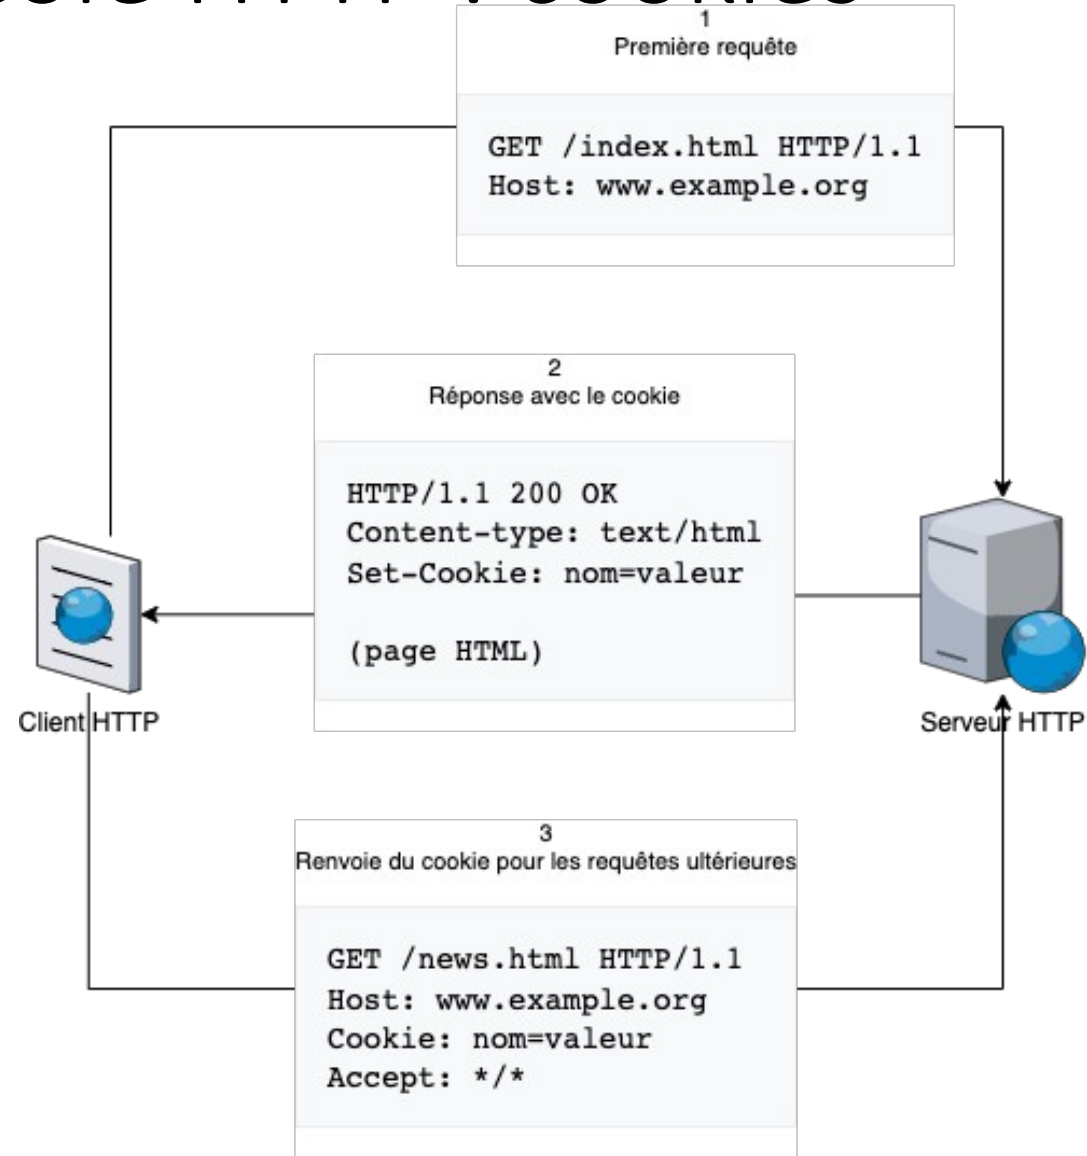 1
Première requête
GET /index.html HTTP/1.1
Host: www.example.org
2
Réponse avec le cookie
HTTP/1.1 200 OK
Content-type: text/html
Set-Cookie: nom=valeur
(page HTML)
Client HTTP
Serveur HTTP
3
Renvoie du cookie pour les requêtes ultérieures
GET /news.html HTTP/1.1
Host: www.example.org
Cookie: nom=valeur
Accept: */*